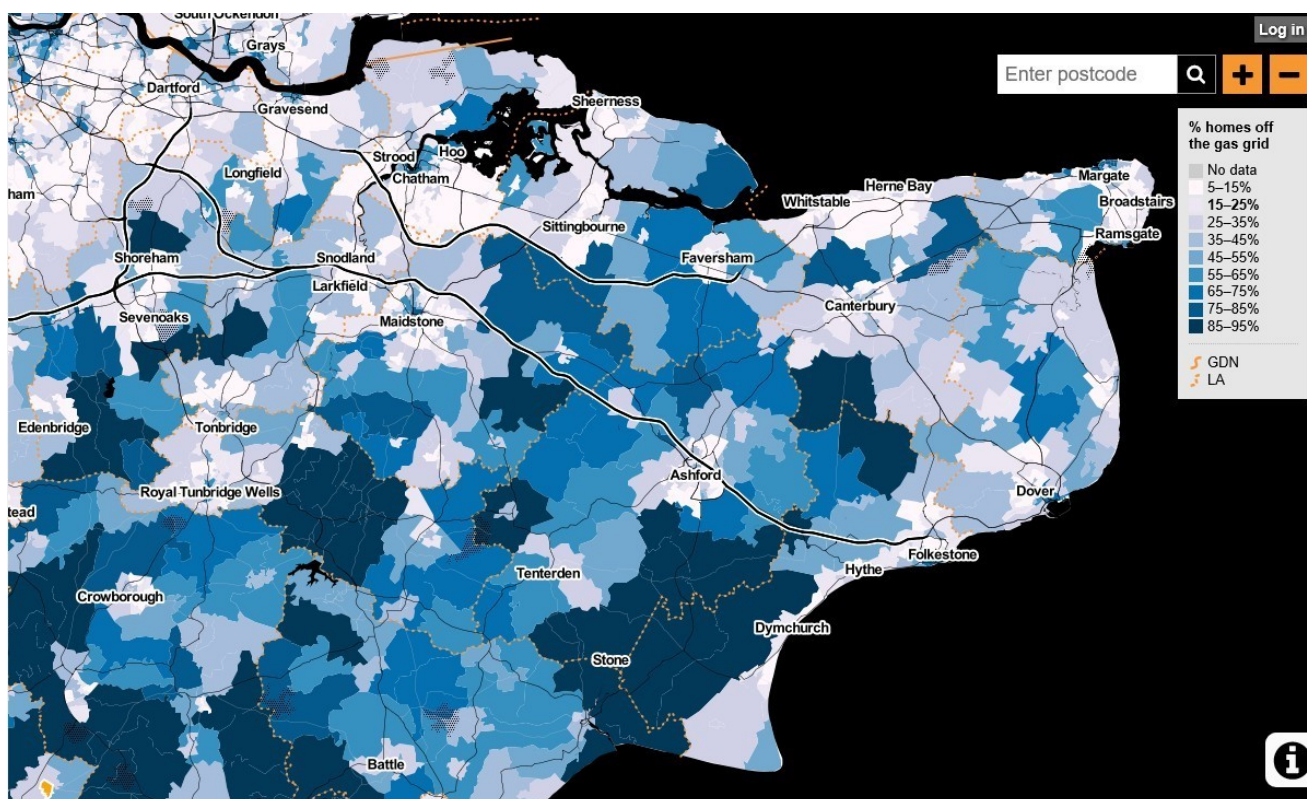 South Ockendon
Grays
Log in
Enter postcode
Dartford
Gravesend
Sheerness
% homes off
the gas grid
No data
5–15%
15–25%
25–35%
35–45%
45–55%
55–65%
65–75%
75–85%
85–95%
GDN
LA
Strood
Hoo
Longfield
Chatham
Margate
Herne Bay
ham
Whitstable
Broadstairs
Sittingbourne
Ramsgate
Shoreham
Snodland
Faversham
Larkfield
Canterbury
Sevenoaks
Maidstone
Edenbridge
Tonbridge
Ashford
Royal Tunbridge Wells
Dover
tead
Folkestone
Hythe
Tenterden
Crowborough
Dymchurch
Stone
Battle